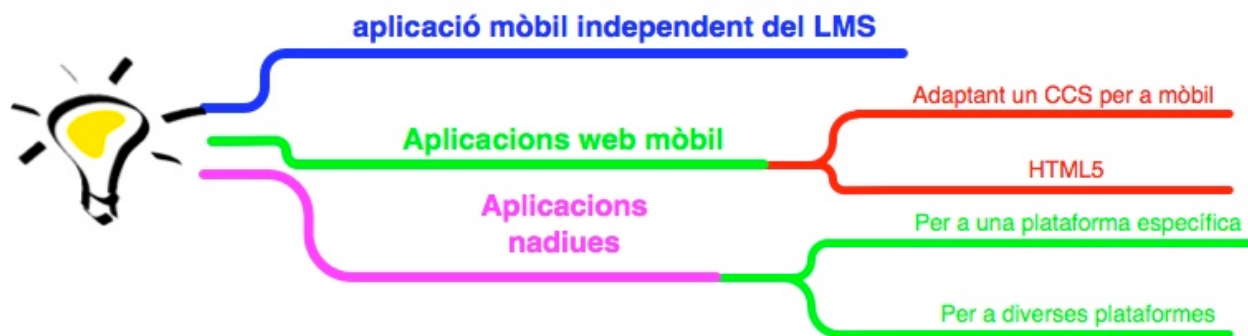 aplicació mòbil independent del LMS
Aplicacions web mòbil
Adaptant un CCS per a mòbil
HTML5
Aplicacions
nadiues
Per a una plataforma específica
Per a diverses plataformes